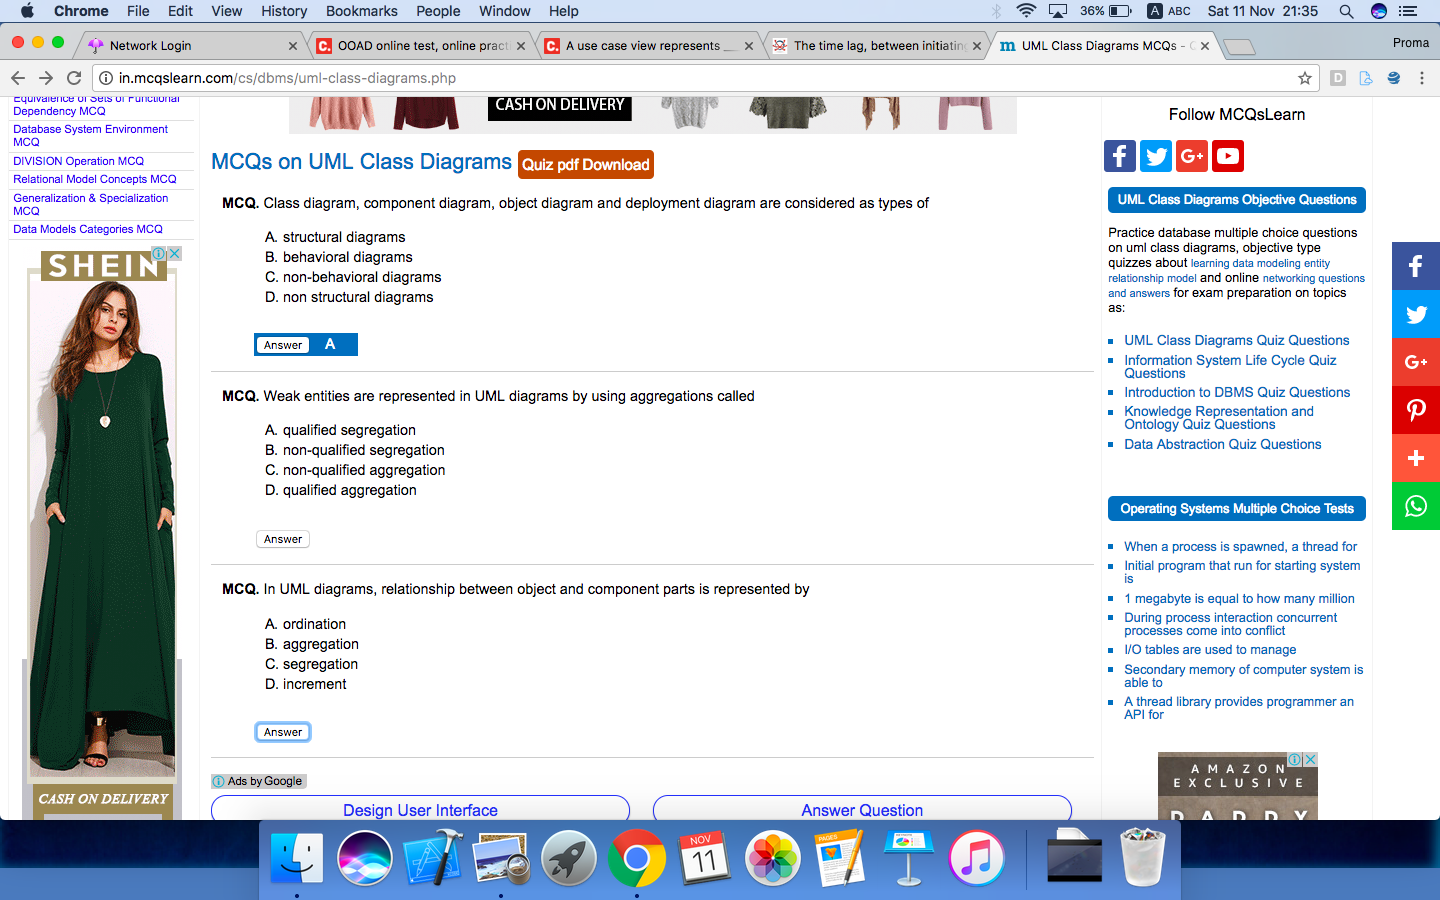 Chrome File Edit View History Bookmarks People Window Help 36% A ABC Sat 11 Nov 21:35
Network Login OOAD online test, online practi A use case view represents __ The time lag, between initiating m UML Class Diagrams MCQs - C Proma
in.mcqslearn.com/cs/dbms/uml-class-diagrams.php D
Equivalence of Sets of Functional
Dependency MCQ
Database System Environment
MCQ
DIVISION Operation MCQ
Relational Model Concepts MCQ
Generalization & Specialization
MCQ
Data Models Categories MCQ
SHEIN
CASH ON DELIVERY
CASH ON DELIVERY
MCQs on UML Class Diagrams Quiz pdf Download
MCQ. Class diagram, component diagram, object diagram and deployment diagram are considered as types of
A. structural diagrams
B. behavioral diagrams
C. non-behavioral diagrams
D. non structural diagrams
Answer A
MCQ. Weak entities are represented in UML diagrams by using aggregations called
A. qualified segregation
B. non-qualified segregation
C. non-qualified aggregation
D. qualified aggregation
Answer
MCQ. In UML diagrams, relationship between object and component parts is represented by
A. ordination
B. aggregation
C. segregation
D. increment
Answer
Ads by Google
Design User Interface
Answer Question
Follow MCQsLearn
G+
UML Class Diagrams Objective Questions
Practice database multiple choice questions
on uml class diagrams, objective type
quizzes about learning data modeling entity
relationship model and online networking questions
and answers for exam preparation on topics
as:
UML Class Diagrams Quiz Questions
Information System Life Cycle Quiz
Questions
Introduction to DBMS Quiz Questions
Knowledge Representation and
Ontology Quiz Questions
Data Abstraction Quiz Questions
Operating Systems Multiple Choice Tests
When a process is spawned, a thread for
Initial program that run for starting system
is
1 megabyte is equal to how many million
During process interaction concurrent
processes come into conflict
I/O tables are used to manage
Secondary memory of computer system is
able to
A thread library provides programmer an
API for
AMAZON
EXCLUSIVE
DADDY
G+
NOV
11
PAGES